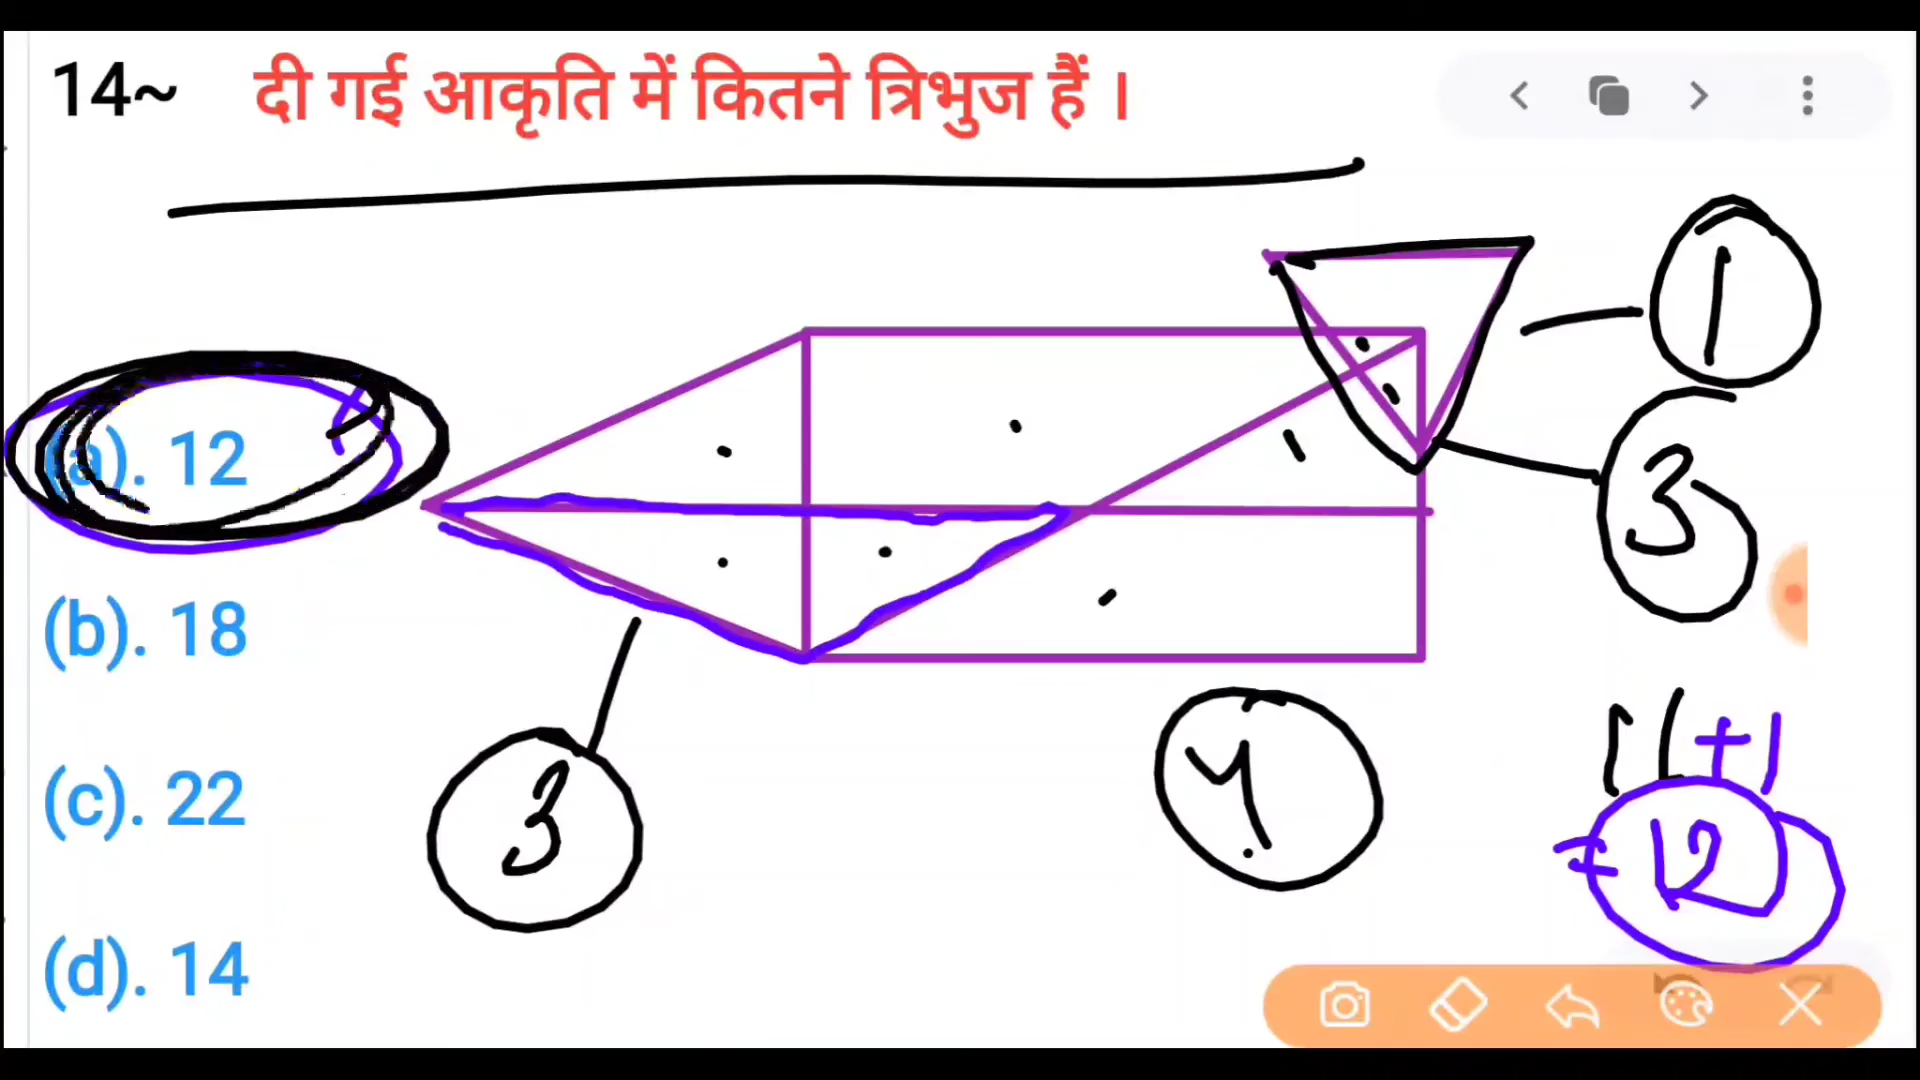 14~ दी गई आकृति में कितने त्रिभुज हैं ।
1
(a). 12
3
(b). 18
11+1
(c). 22
3
4
= 12
(d). 14